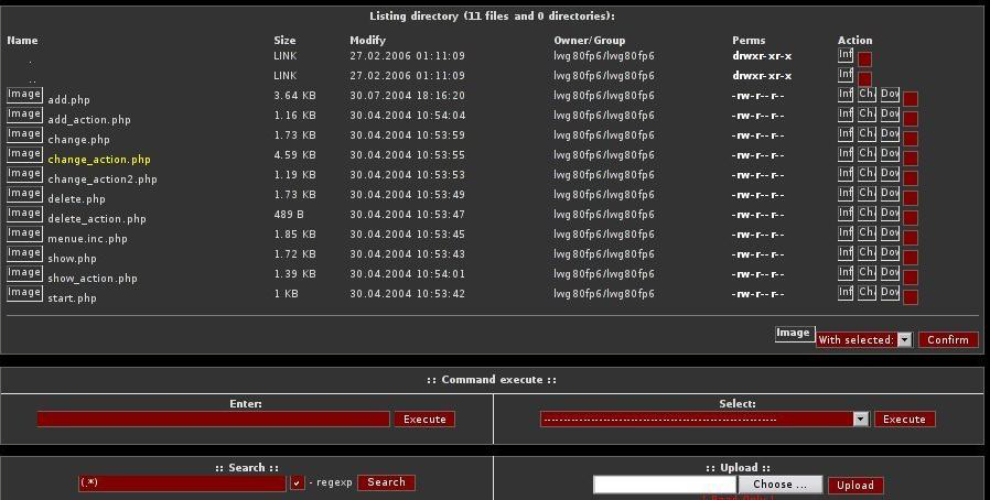 Listing directory (11 files and 0 directories):
Name Size Modify Owner/Group Perms Action
. LINK 27.02.2006 01:11:09 lwg80fp6/lwg80fp6 drwxr-xr-x Inf
.. LINK 27.02.2006 01:11:09 lwg80fp6/lwg80fp6 drwxr-xr-x Inf
Image add.php 3.64 KB 30.07.2004 18:16:20 lwg80fp6/lwg80fp6 -rw-r--r-- Inf Ch Dow
Image add_action.php 1.16 KB 30.04.2004 10:54:04 lwg80fp6/lwg80fp6 -rw-r--r-- Inf Ch Dow
Image change.php 1.73 KB 30.04.2004 10:53:59 lwg80fp6/lwg80fp6 -rw-r--r-- Inf Ch Dow
Image change_action.php 4.59 KB 30.04.2004 10:53:55 lwg80fp6/lwg80fp6 -rw-r--r-- Inf Ch Dow
Image change_action2.php 1.19 KB 30.04.2004 10:53:53 lwg80fp6/lwg80fp6 -rw-r--r-- Inf Ch Dow
Image delete.php 1.73 KB 30.04.2004 10:53:49 lwg80fp6/lwg80fp6 -rw-r--r-- Inf Ch Dow
Image delete_action.php 489 B 30.04.2004 10:53:47 lwg80fp6/lwg80fp6 -rw-r--r-- Inf Ch Dow
Image menue.inc.php 1.85 KB 30.04.2004 10:53:45 lwg80fp6/lwg80fp6 -rw-r--r-- Inf Ch Dow
Image show.php 1.72 KB 30.04.2004 10:53:43 lwg80fp6/lwg80fp6 -rw-r--r-- Inf Ch Dow
Image show_action.php 1.39 KB 30.04.2004 10:54:01 lwg80fp6/lwg80fp6 -rw-r--r-- Inf Ch Dow
Image start.php 1 KB 30.04.2004 10:53:42 lwg80fp6/lwg80fp6 -rw-r--r-- Inf Ch Dow
Image With selected: Confirm
:: Command execute ::
Enter: Select:
Execute Execute
:: Search :: :: Upload ::
(.*) - regexp Search Choose ... Upload